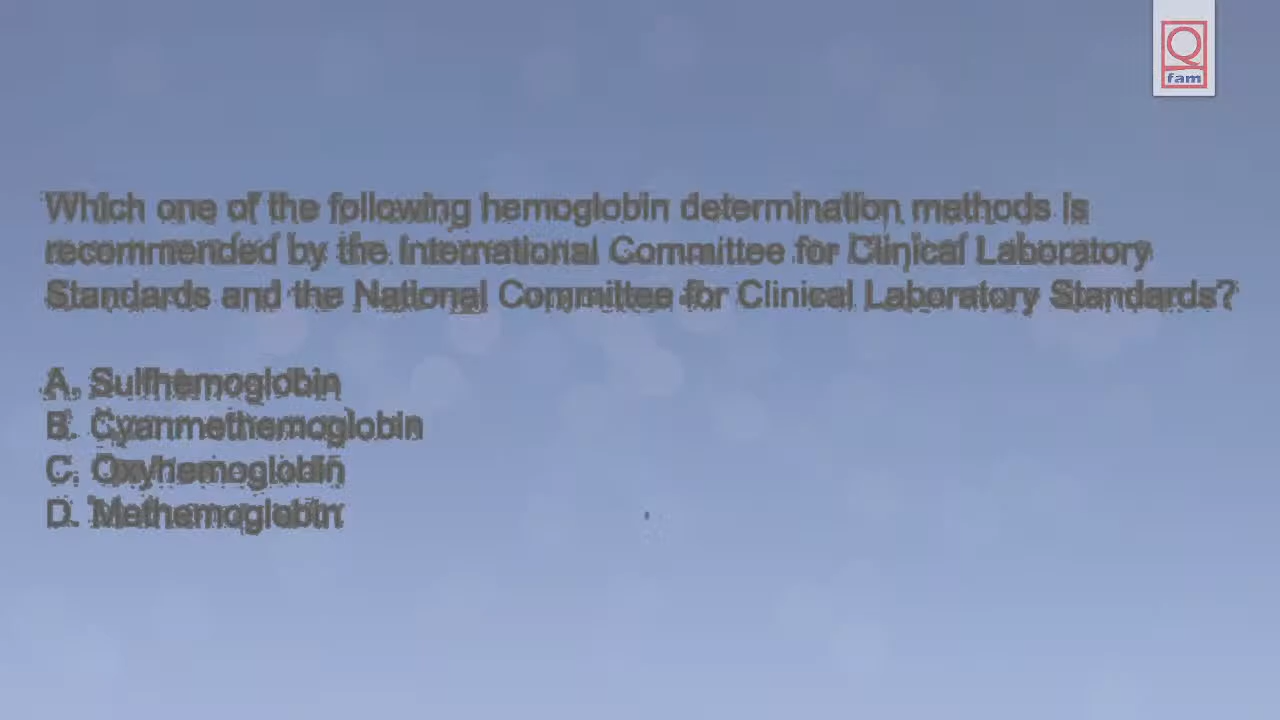 Q
fam
Which one of the following hemoglobin determination methods is
recommended by the International Committee for Clinical Laboratory
Standards and the National Committee for Clinical Laboratory Standards?
A. Sulfhemoglobin
B. Cyanmethemoglobin
C. Oxyhemoglobin
D. Methemoglobin